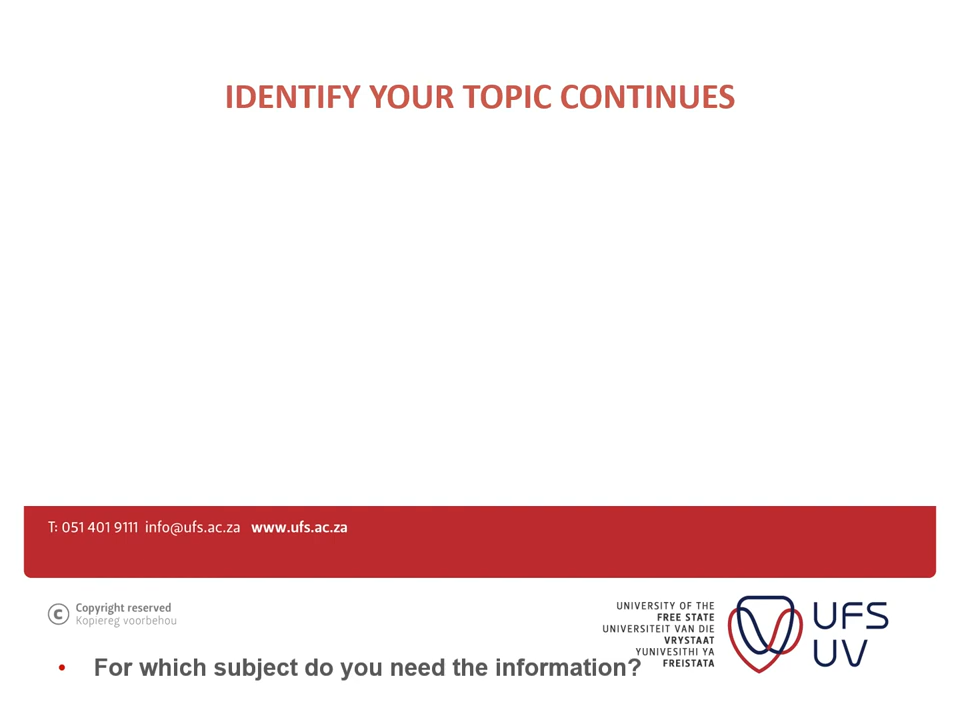 IDENTIFY YOUR TOPIC CONTINUES
T: 051 401 9111 info@ufs.ac.za www.ufs.ac.za
C Copyright reserved
Kopiereg voorbehou
UNIVERSITY OF THE
FREE STATE
UNIVERSITEIT VAN DIE
VRYSTAAT
YUNIVESITHI YA
FREISTATA
UFS
UV
• For which subject do you need the information?